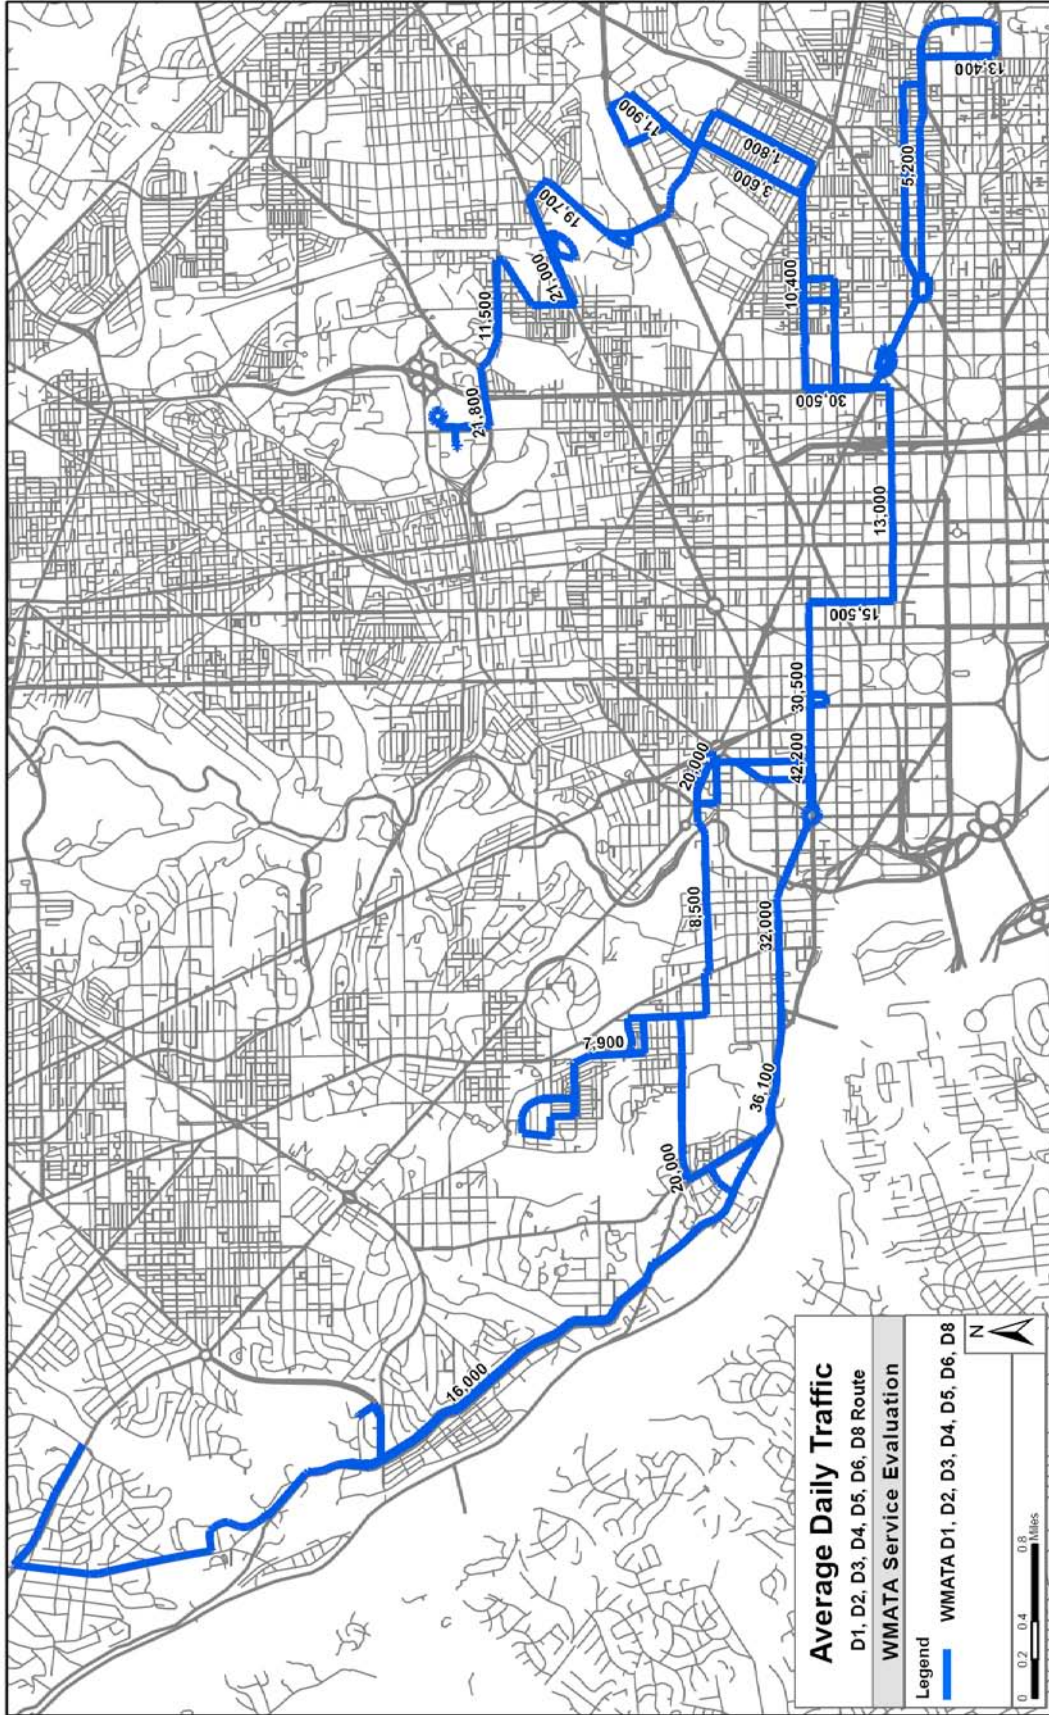 Average Daily Traffic
D1, D2, D3, D4, D5, D6, D8 Route
WMATA Service Evaluation
Legend
WMATA D1, D2, D3, D4, D5, D6, D8
N
0 0.2 0.4 0.8
Miles
16,000
20,000
7,900
36,100
32,000
8,500
20,000
42,200
30,500
15,500
13,000
21,800
11,500
21,000
19,700
30,500
10,400
3,600
1,800
11,900
5,200
13,400